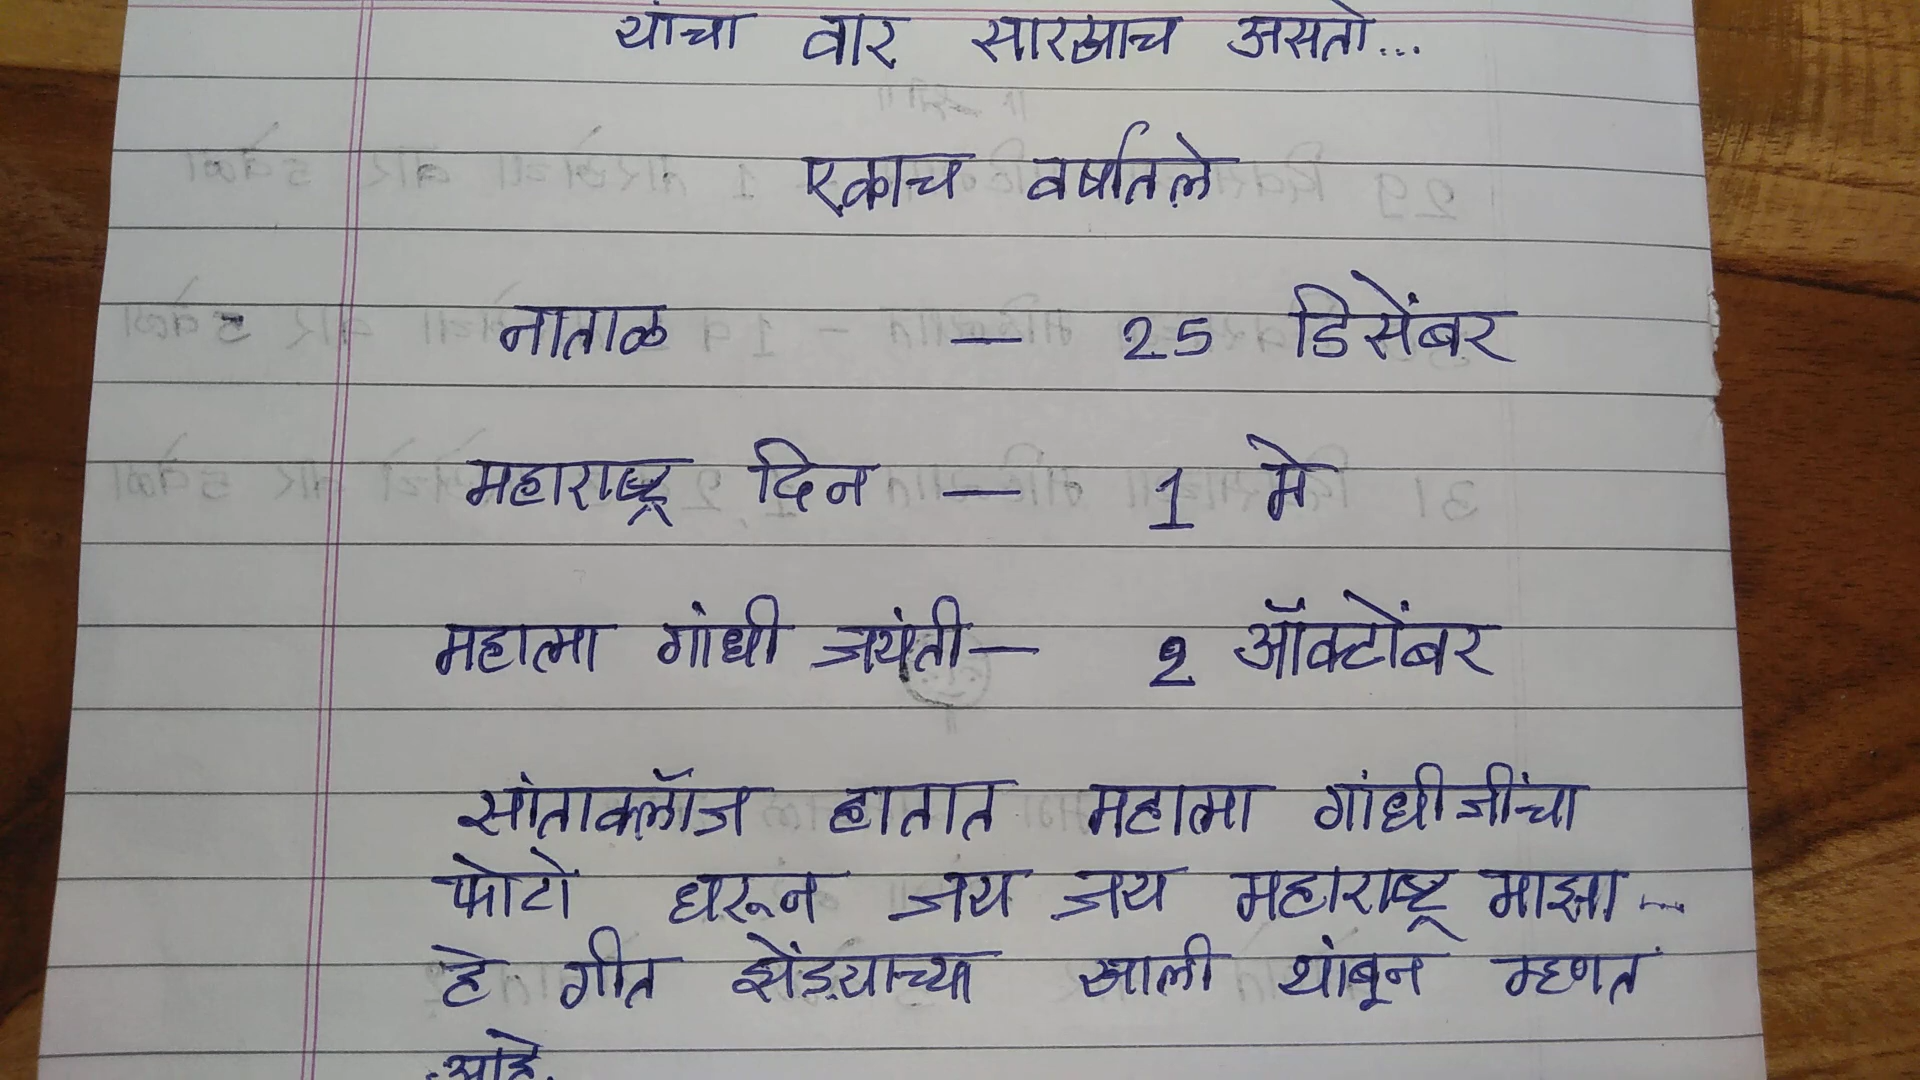 यांचा वार सारखाच असतो...
एकाच वर्षातले
नाताळ — 25 डिसेंबर
महाराष्ट्र दिन — 1 मे
महात्मा गांधी जयंती — 2 ऑक्टोंबर
सांताक्लॉज हातात महात्मा गांधीजींचा
फोटो धरून जय जय महाराष्ट्र माझा ...
हे गीत झेंड्याच्या खाली थांबून म्हणत
आहे.